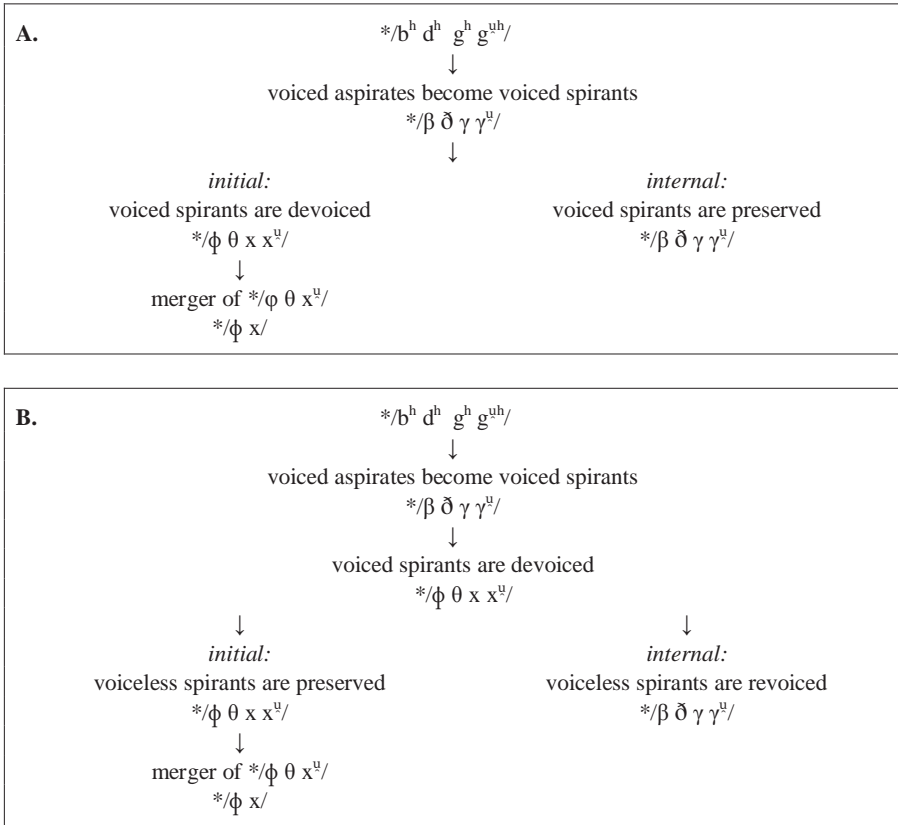 A. */bʰ dʰ gʰ gᶙ̯ʰ/
↓
voiced aspirates become voiced spirants
*/β ð γ γᵘ̯/
↓
initial: internal:
voiced spirants are devoiced voiced spirants are preserved
*/ɸ θ x xᵘ̯/ */β ð γ γᵘ̯/
↓
merger of */φ θ xᵘ̯/
*/ɸ x/
B. */bʰ dʰ gʰ gᵘ̯ʰ/
↓
voiced aspirates become voiced spirants
*/β ð γ γᵘ̯/
↓
voiced spirants are devoiced
*/ɸ θ x xᵘ̯/
↓ ↓
initial: internal:
voiceless spirants are preserved voiceless spirants are revoiced
*/ɸ θ x xᵘ̯/ */β ð γ γᵘ̯/
↓
merger of */ɸ θ xᵘ̯/
*/ɸ x/